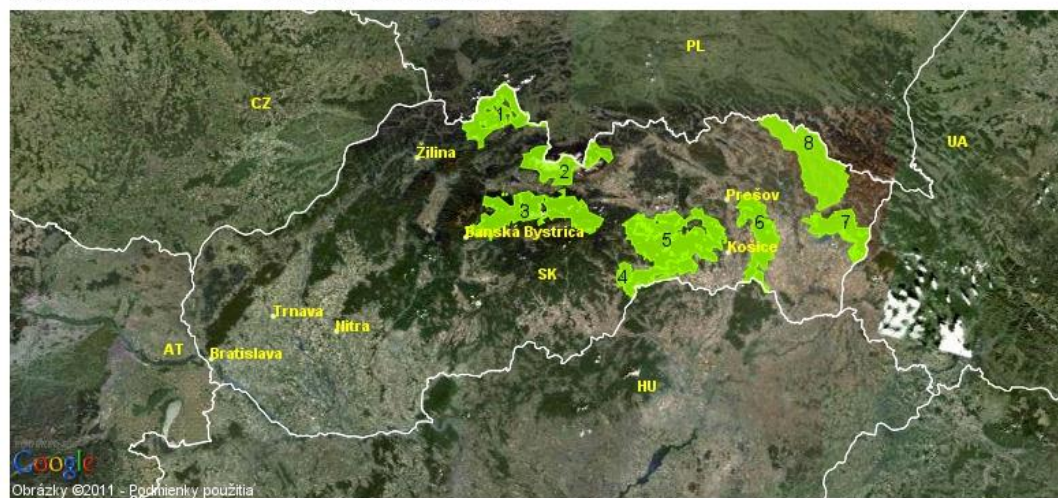 PL
CZ
UA
1
8
Žilina
2
Prešov
3
6
7
Banská Bystrica
5
Košice
4
SK
Trnava
Nitra
AT
Bratislava
HU
Google
Obrázky ©2011 - Podmienky použitia